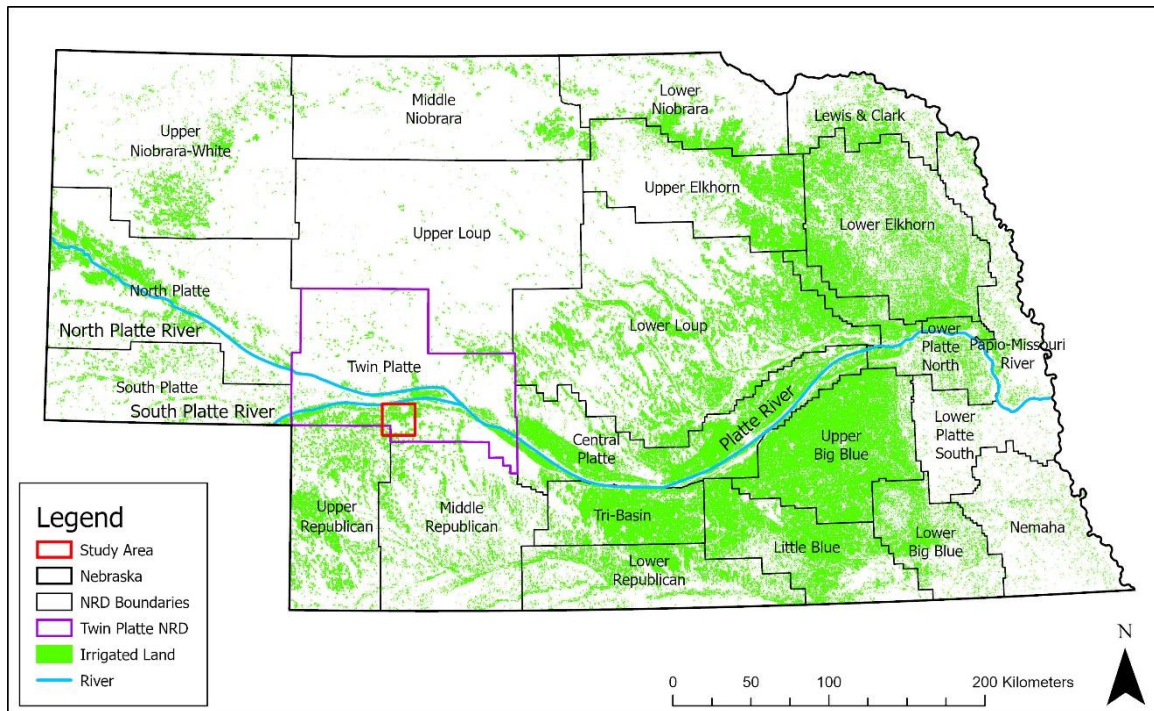 Lower
Niobrara
Middle
Niobrara
Lewis & Clark
Upper
Niobrara-White
Upper Elkhorn
Lower Elkhorn
Upper Loup
North Platte
North Platte River
Lower Loup
Lower
Platte
North
Papio-Missouri
River
Twin Platte
South Platte
South Platte River
Platte River
Central
Platte
Upper
Big Blue
Lower
Platte
South
Upper
Republican
Middle
Republican
Tri-Basin
Little Blue
Lower
Big Blue
Nemaha
Lower
Republican
Legend
Study Area
Nebraska
NRD Boundaries
Twin Platte NRD
Irrigated Land
River
N
0 50 100 200 Kilometers